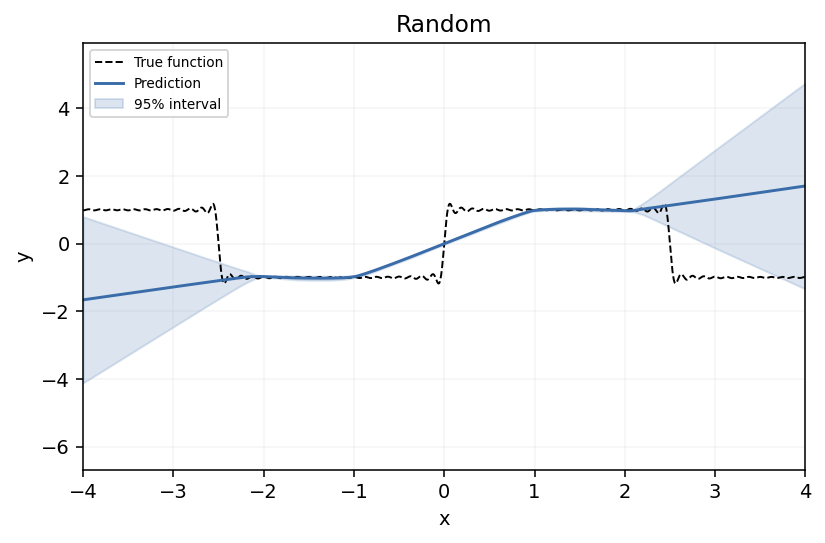 Random
True function
Prediction
95% interval
4
2
0
−2
−4
−6
y
−4 −3 −2 −1 0 1 2 3 4
x